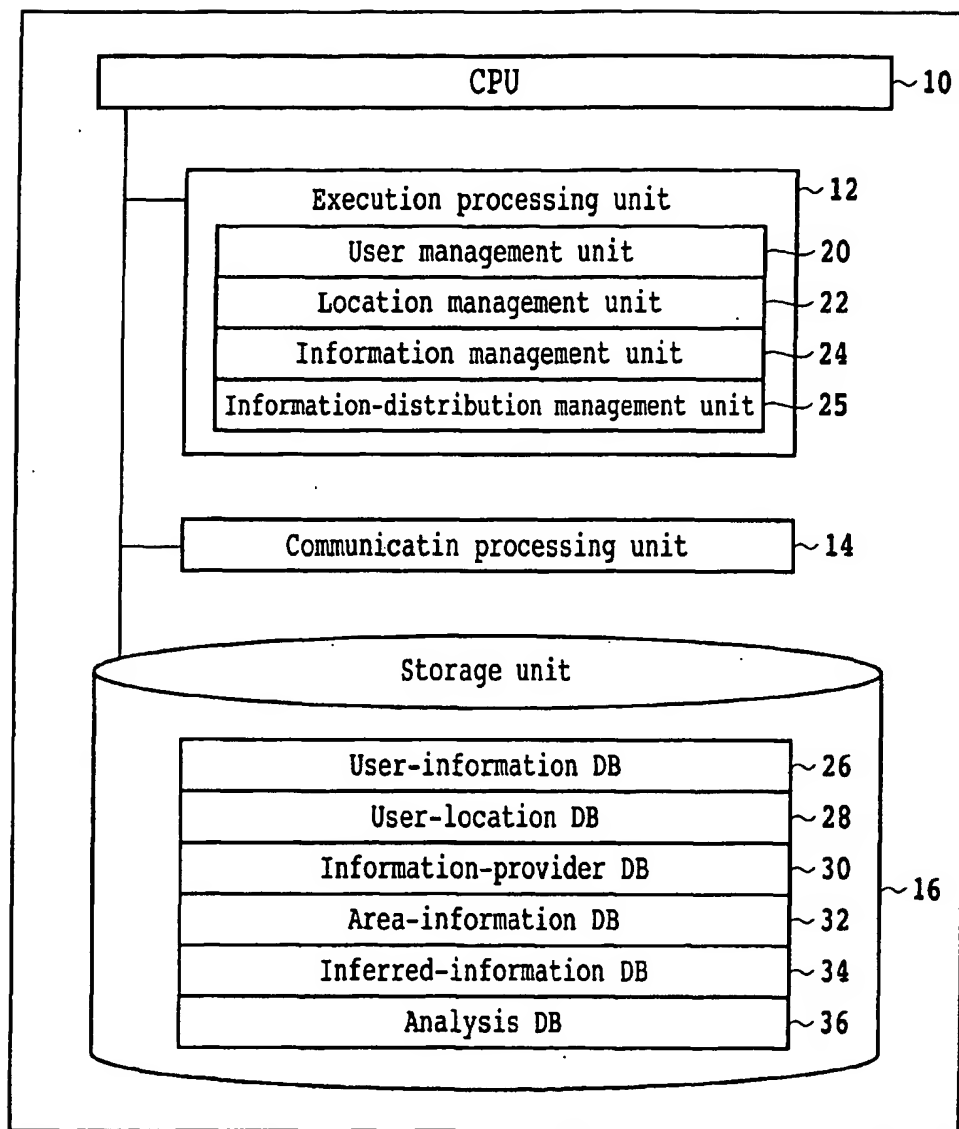 CPU
10
Execution processing unit
12
User management unit
20
Location management unit
22
Information management unit
24
Information-distribution management unit
25
Communicatin processing unit
14
Storage unit
User-information DB
26
User-location DB
28
Information-provider DB
30
16
Area-information DB
32
Inferred-information DB
34
Analysis DB
36